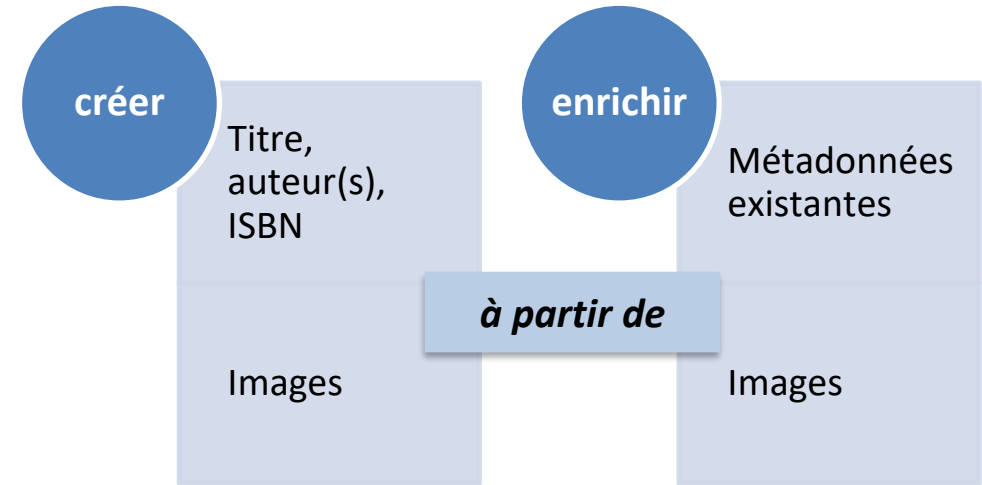 créer
Titre,
auteur(s),
ISBN
Images
à partir de
enrichir
Métadonnées
existantes
Images